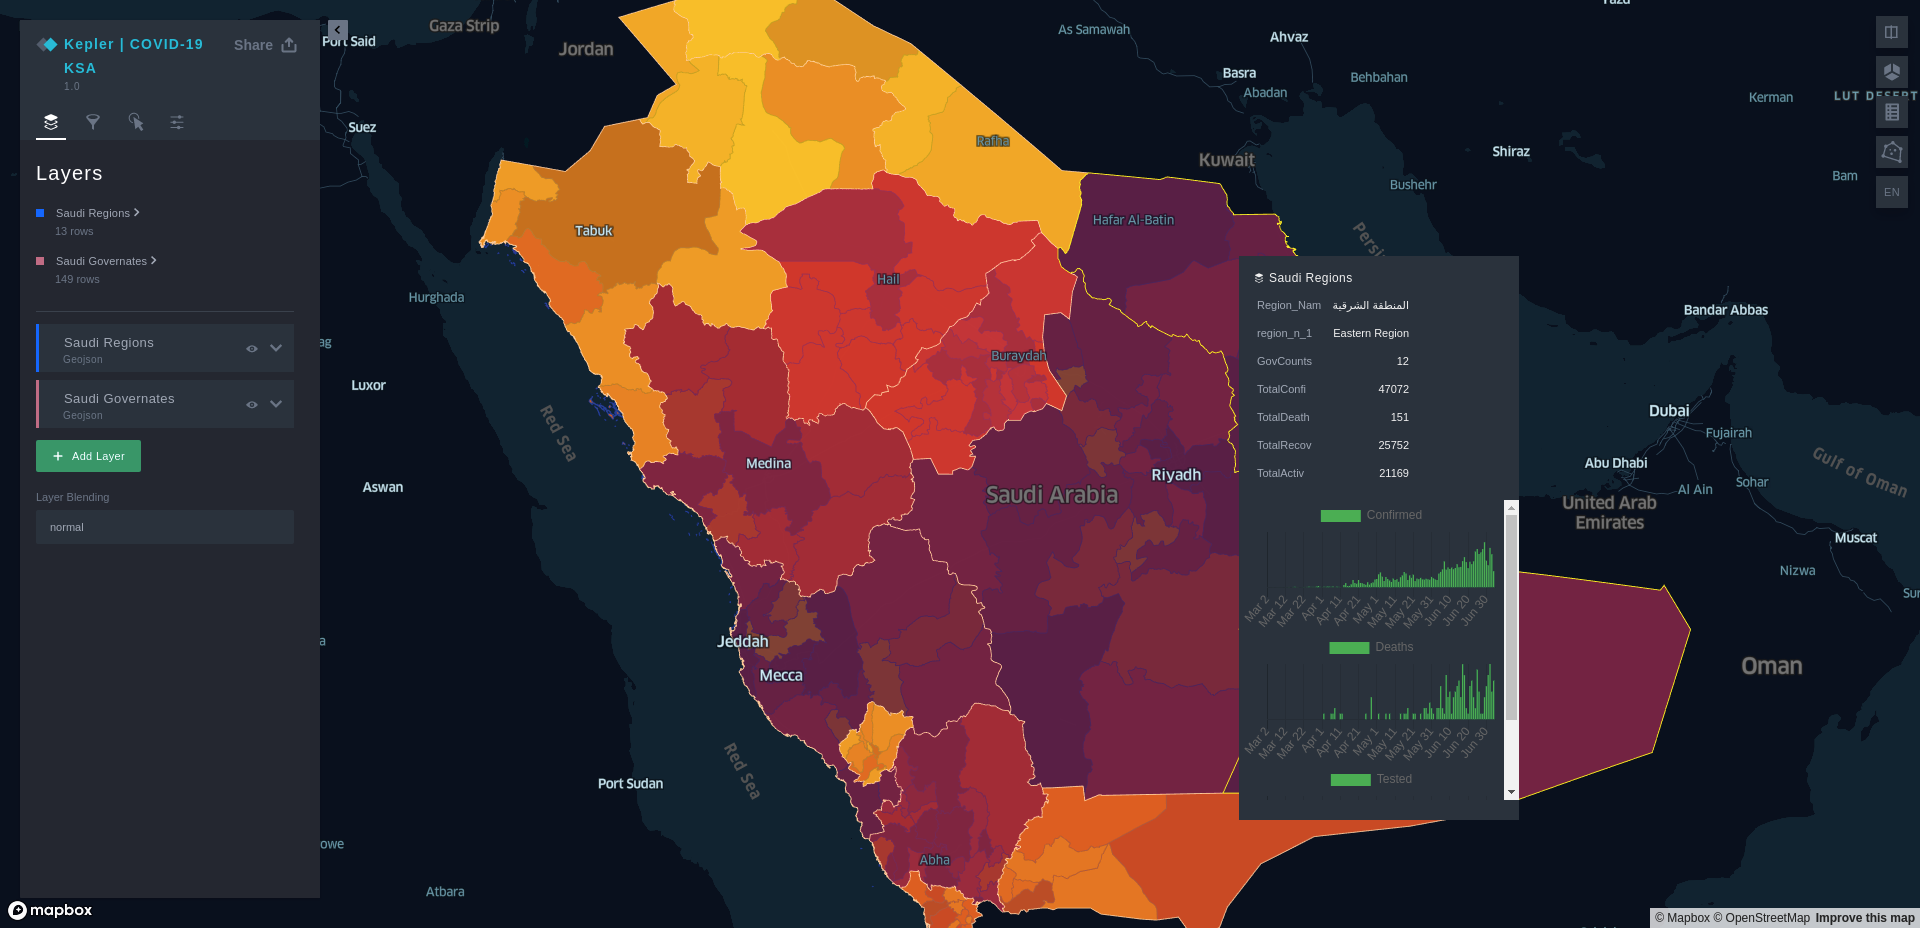 Kepler | COVID-19
KSA
1.0
Share
Layers
Saudi Regions
13 rows
Saudi Governates
149 rows
Saudi Regions
Geojson
Saudi Governates
Geojson
+ Add Layer
Layer Blending
normal
mapbox
Gaza Strip
Port Said
Jordan
Suez
As Samawah
Ahvaz
Basra
Abadan
Behbahan
Kerman
LUT DESERT
EN
Rafha
Kuwait
Shiraz
Bushehr
Bam
Hafar Al-Batin
Tabuk
Hail
Hurghada
Buraydah
Luxor
Red Sea
Medina
Aswan
Saudi Arabia
Riyadh
Jeddah
Mecca
Red Sea
Port Sudan
Abha
Atbara
owe
ag
Bandar Abbas
Dubai
Fujairah
Gulf of Oman
Abu Dhabi
Al Ain
Sohar
United Arab
Emirates
Muscat
Nizwa
Sur
Oman
Saudi Regions
Region_Nam المنطقة الشرقية
region_n_1 Eastern Region
GovCounts 12
TotalConfi 47072
TotalDeath 151
TotalRecov 25752
TotalActiv 21169
Confirmed
Mar 2 Mar 12 Mar 22 Apr 1 Apr 11 Apr 21 May 1 May 11 May 21 May 31 Jun 10 Jun 20 Jun 30
Deaths
Mar 2 Mar 12 Mar 22 Apr 1 Apr 11 Apr 21 May 1 May 11 May 21 May 31 Jun 10 Jun 20 Jun 30
Tested
© Mapbox © OpenStreetMap Improve this map